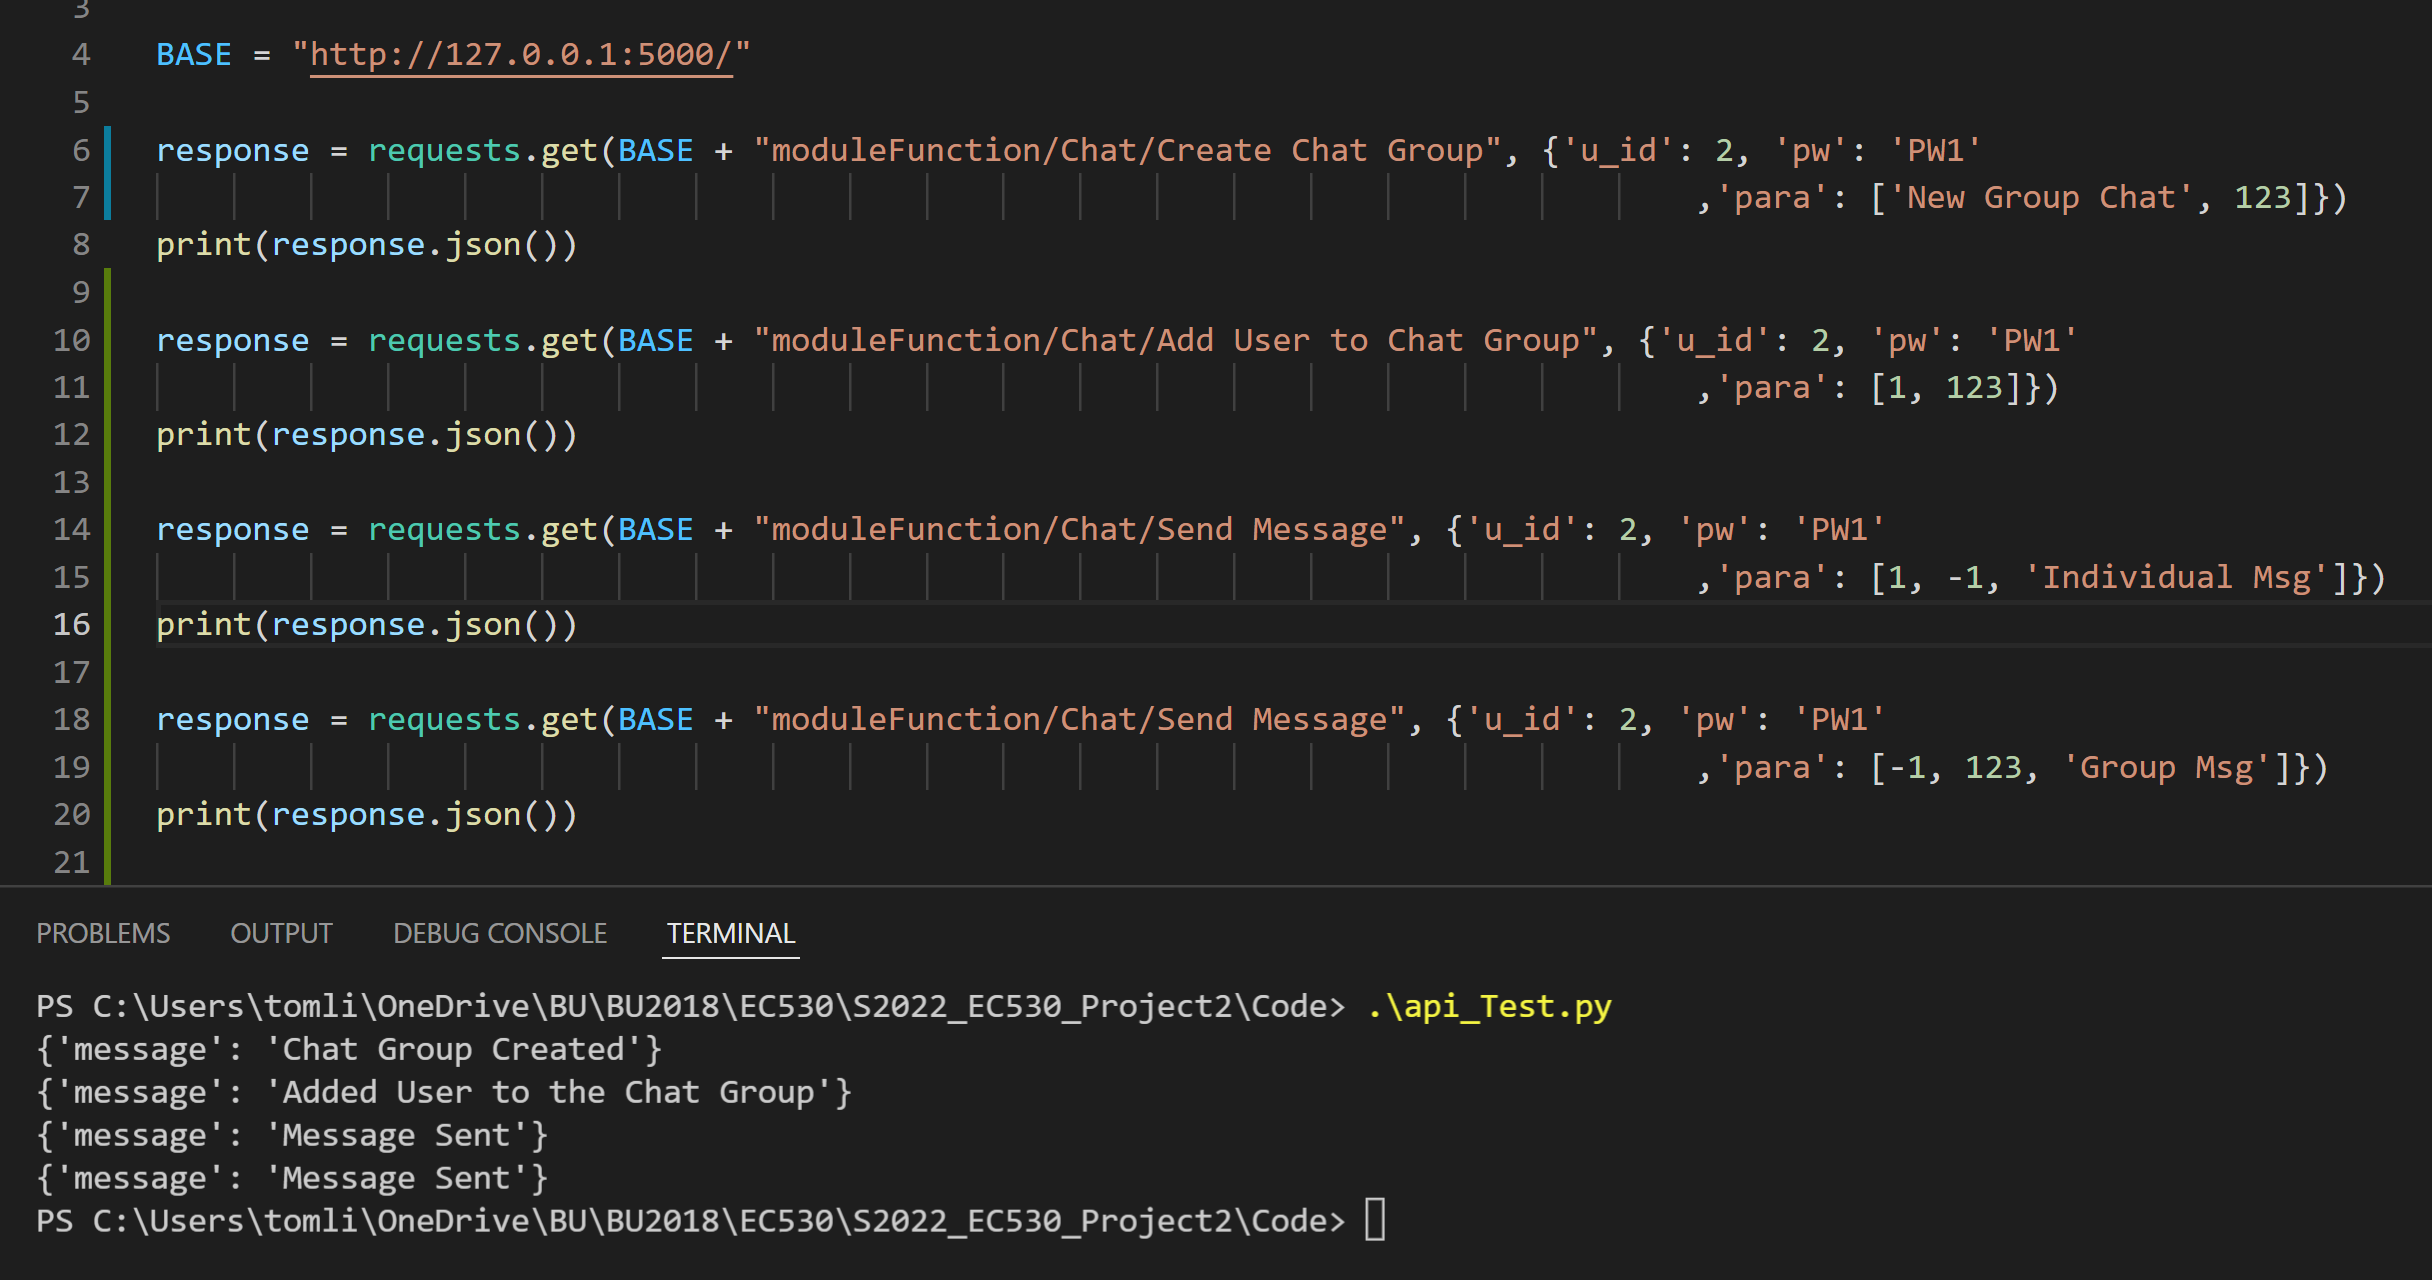 3
4 BASE = "http://127.0.0.1:5000/"
5
6 response = requests.get(BASE + "moduleFunction/Chat/Create Chat Group", {'u_id': 2, 'pw': 'PW1'
7 ,'para': ['New Group Chat', 123]})
8 print(response.json())
9
10 response = requests.get(BASE + "moduleFunction/Chat/Add User to Chat Group", {'u_id': 2, 'pw': 'PW1'
11 ,'para': [1, 123]})
12 print(response.json())
13
14 response = requests.get(BASE + "moduleFunction/Chat/Send Message", {'u_id': 2, 'pw': 'PW1'
15 ,'para': [1, -1, 'Individual Msg']})
16 print(response.json())
17
18 response = requests.get(BASE + "moduleFunction/Chat/Send Message", {'u_id': 2, 'pw': 'PW1'
19 ,'para': [-1, 123, 'Group Msg']})
20 print(response.json())
21
PROBLEMS OUTPUT DEBUG CONSOLE TERMINAL
PS C:\Users\tomli\OneDrive\BU\BU2018\EC530\S2022_EC530_Project2\Code> .\api_Test.py
{'message': 'Chat Group Created'}
{'message': 'Added User to the Chat Group'}
{'message': 'Message Sent'}
{'message': 'Message Sent'}
PS C:\Users\tomli\OneDrive\BU\BU2018\EC530\S2022_EC530_Project2\Code>